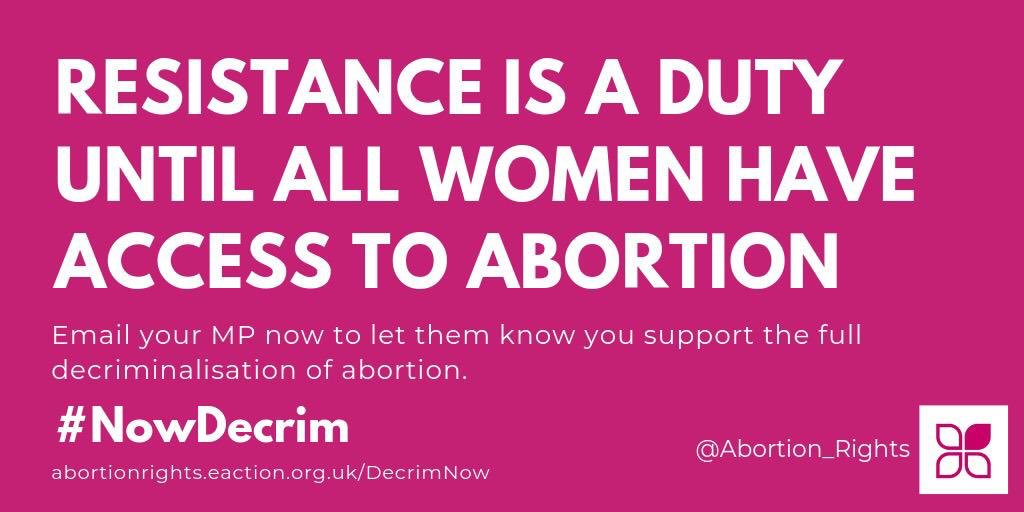 RESISTANCE IS A DUTY
UNTIL ALL WOMEN HAVE
ACCESS TO ABORTION
Email your MP now to let them know you support the full
decriminalisation of abortion.
#NowDecrim
@Abortion_Rights
abortionrights.eaction.org.uk/DecrimNow